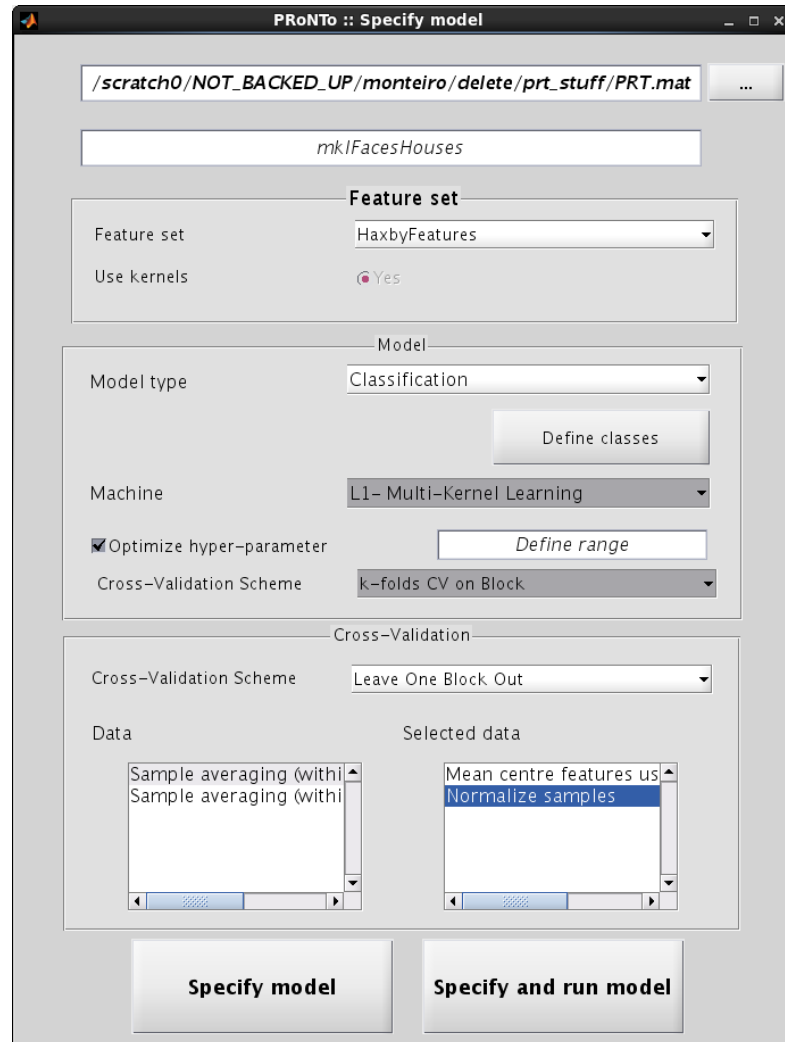 PRoNTo :: Specify model
/scratch0/NOT_BACKED_UP/monteiro/delete/prt_stuff/PRT.mat
...
mklFacesHouses
Feature set
Feature set HaxbyFeatures
Use kernels Yes
Model
Model type Classification
Define classes
Machine L1- Multi-Kernel Learning
Optimize hyper-parameter Define range
Cross-Validation Scheme k-folds CV on Block
Cross-Validation
Cross-Validation Scheme Leave One Block Out
Data Selected data
Sample averaging (withi Mean centre features us
Sample averaging (withi Normalize samples
Specify model Specify and run model